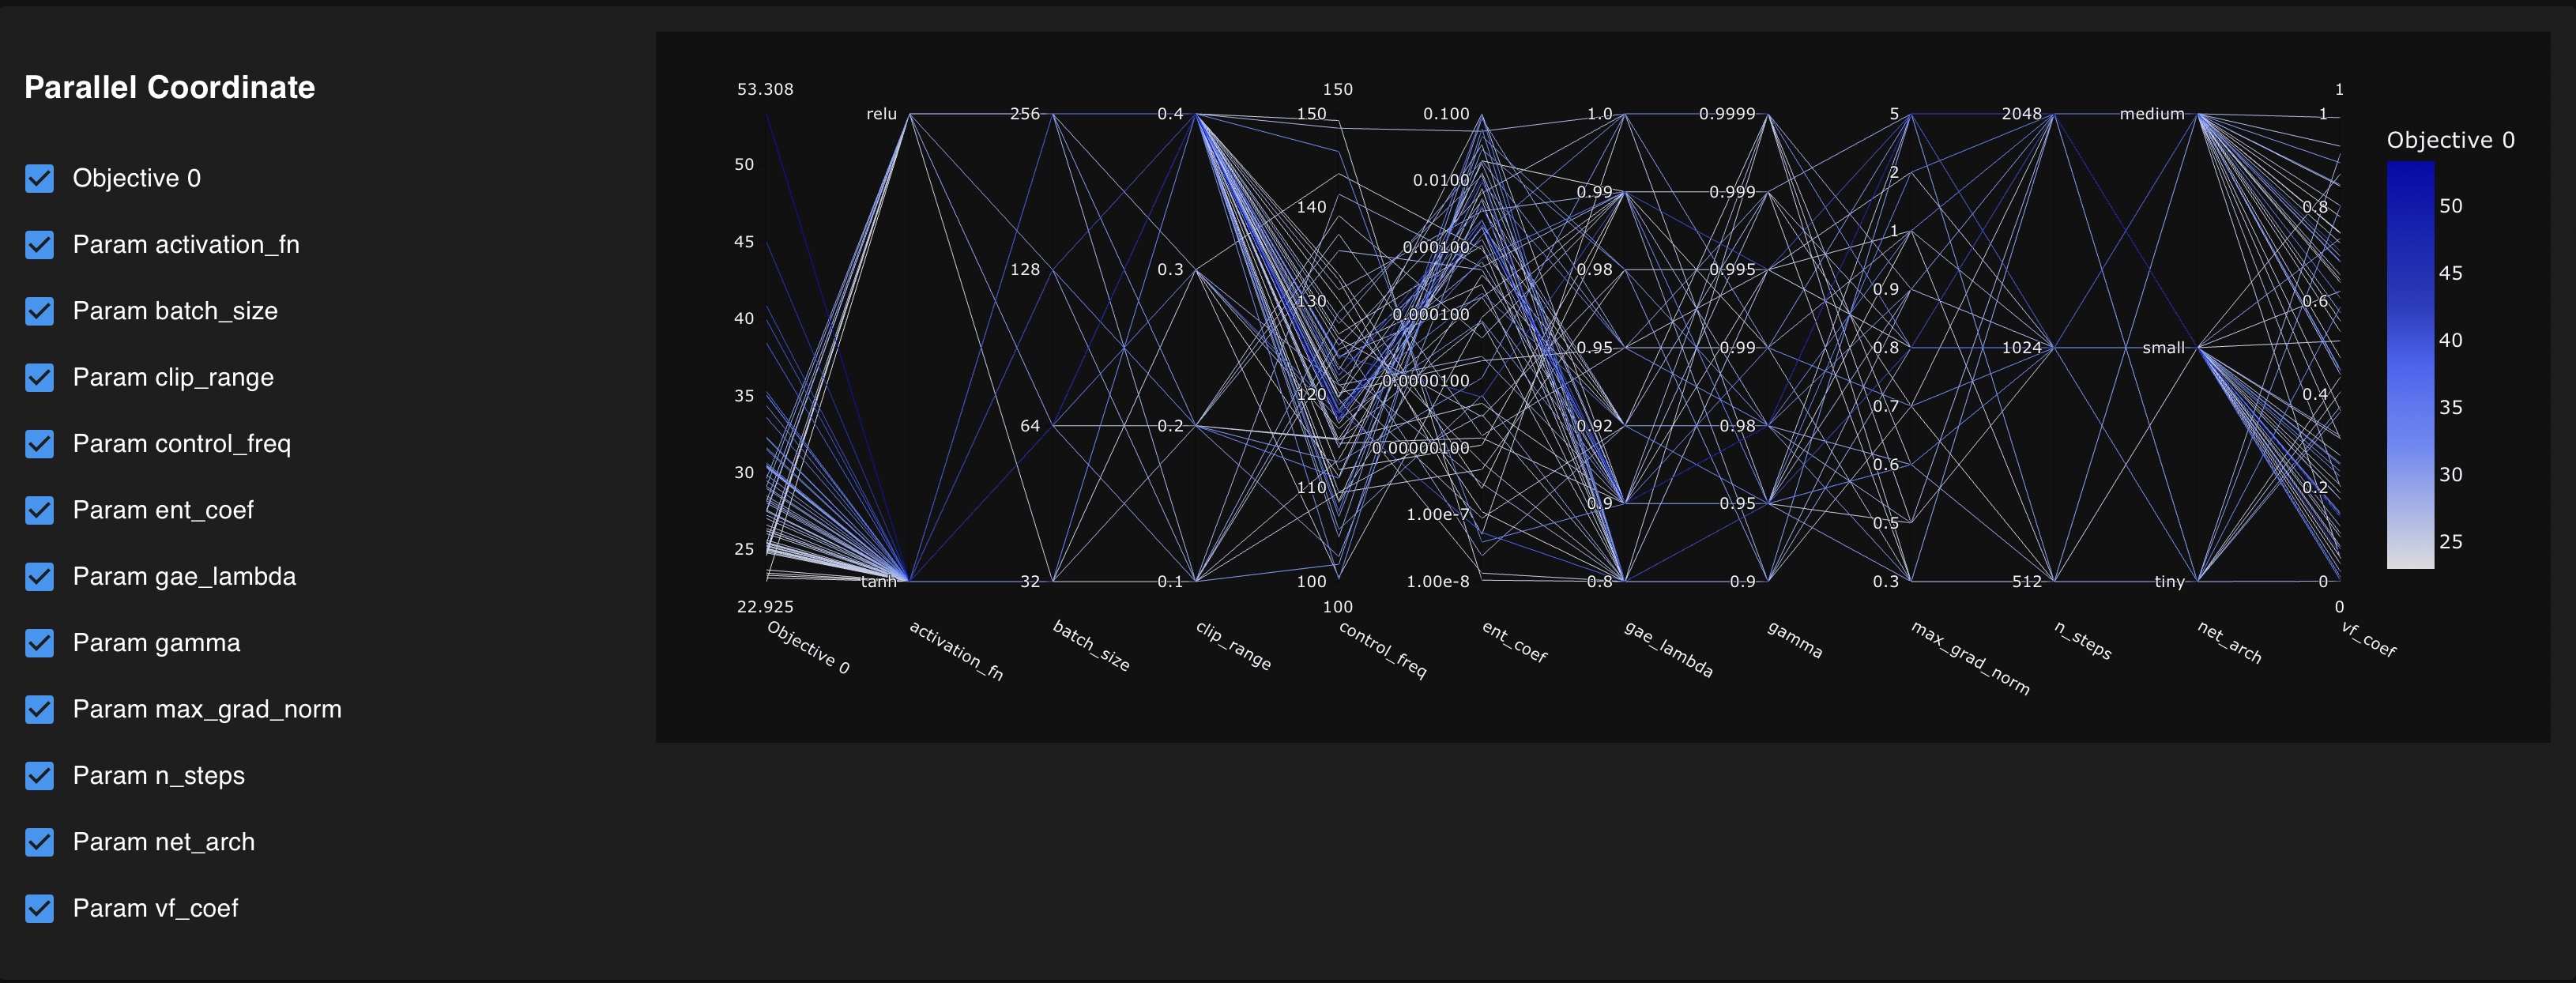 Parallel Coordinate
Objective 0
Param activation_fn
Param batch_size
Param clip_range
Param control_freq
Param ent_coef
Param gae_lambda
Param gamma
Param max_grad_norm
Param n_steps
Param net_arch
Param vf_coef
53.308
50
45
40
35
30
25
22.925
Objective 0
relu
tanh
activation_fn
256
128
64
32
batch_size
0.4
0.3
0.2
0.1
clip_range
150
150
140
130
120
110
100
100
control_freq
0.100
0.0100
0.00100
0.000100
0.0000100
0.00000100
1.00e-7
1.00e-8
ent_coef
1.0
0.99
0.98
0.95
0.92
0.9
0.8
gae_lambda
0.9999
0.999
0.995
0.99
0.98
0.95
0.9
gamma
5
2
1
0.9
0.8
0.7
0.6
0.5
0.3
max_grad_norm
2048
1024
512
n_steps
medium
small
tiny
net_arch
1
1
0.8
0.6
0.4
0.2
0
0
vf_coef
Objective 0
50
45
40
35
30
25